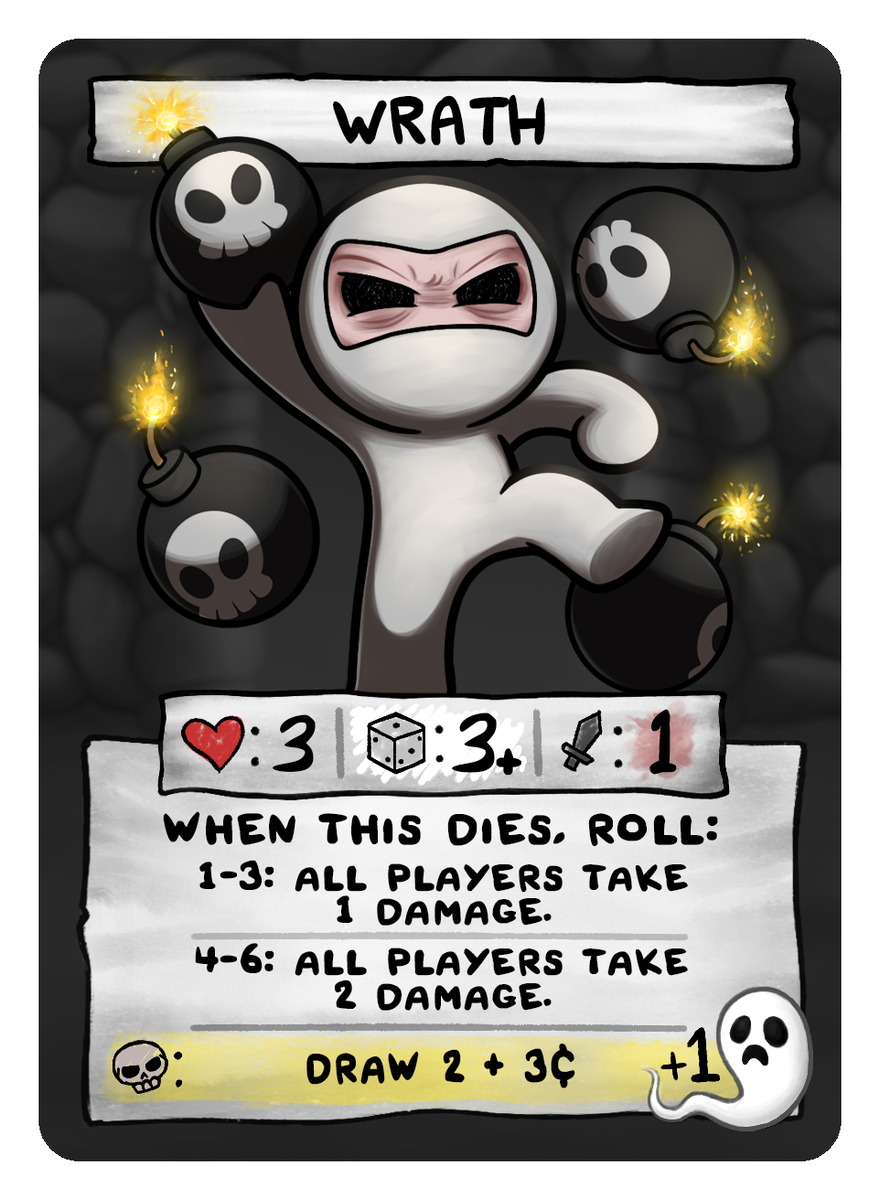 WRATH
: 3 : 3+ : 1
WHEN THIS DIES, ROLL:
1-3: ALL PLAYERS TAKE
1 DAMAGE.
4-6: ALL PLAYERS TAKE
2 DAMAGE.
: DRAW 2 + 3¢ +1